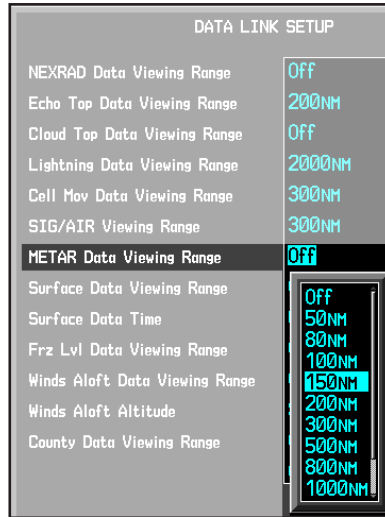 DATA LINK SETUP
NEXRAD Data Viewing Range Off
Echo Top Data Viewing Range 200NM
Cloud Top Data Viewing Range Off
Lightning Data Viewing Range 2000NM
Cell Mov Data Viewing Range 300NM
SIG/AIR Viewing Range 300NM
METAR Data Viewing Range Off
Surface Data Viewing Range
Surface Data Time
Frz Lvl Data Viewing Range
Winds Aloft Data Viewing Range
Winds Aloft Altitude
County Data Viewing Range
Off
50NM
80NM
100NM
150NM
200NM
300NM
500NM
800NM
1000NM